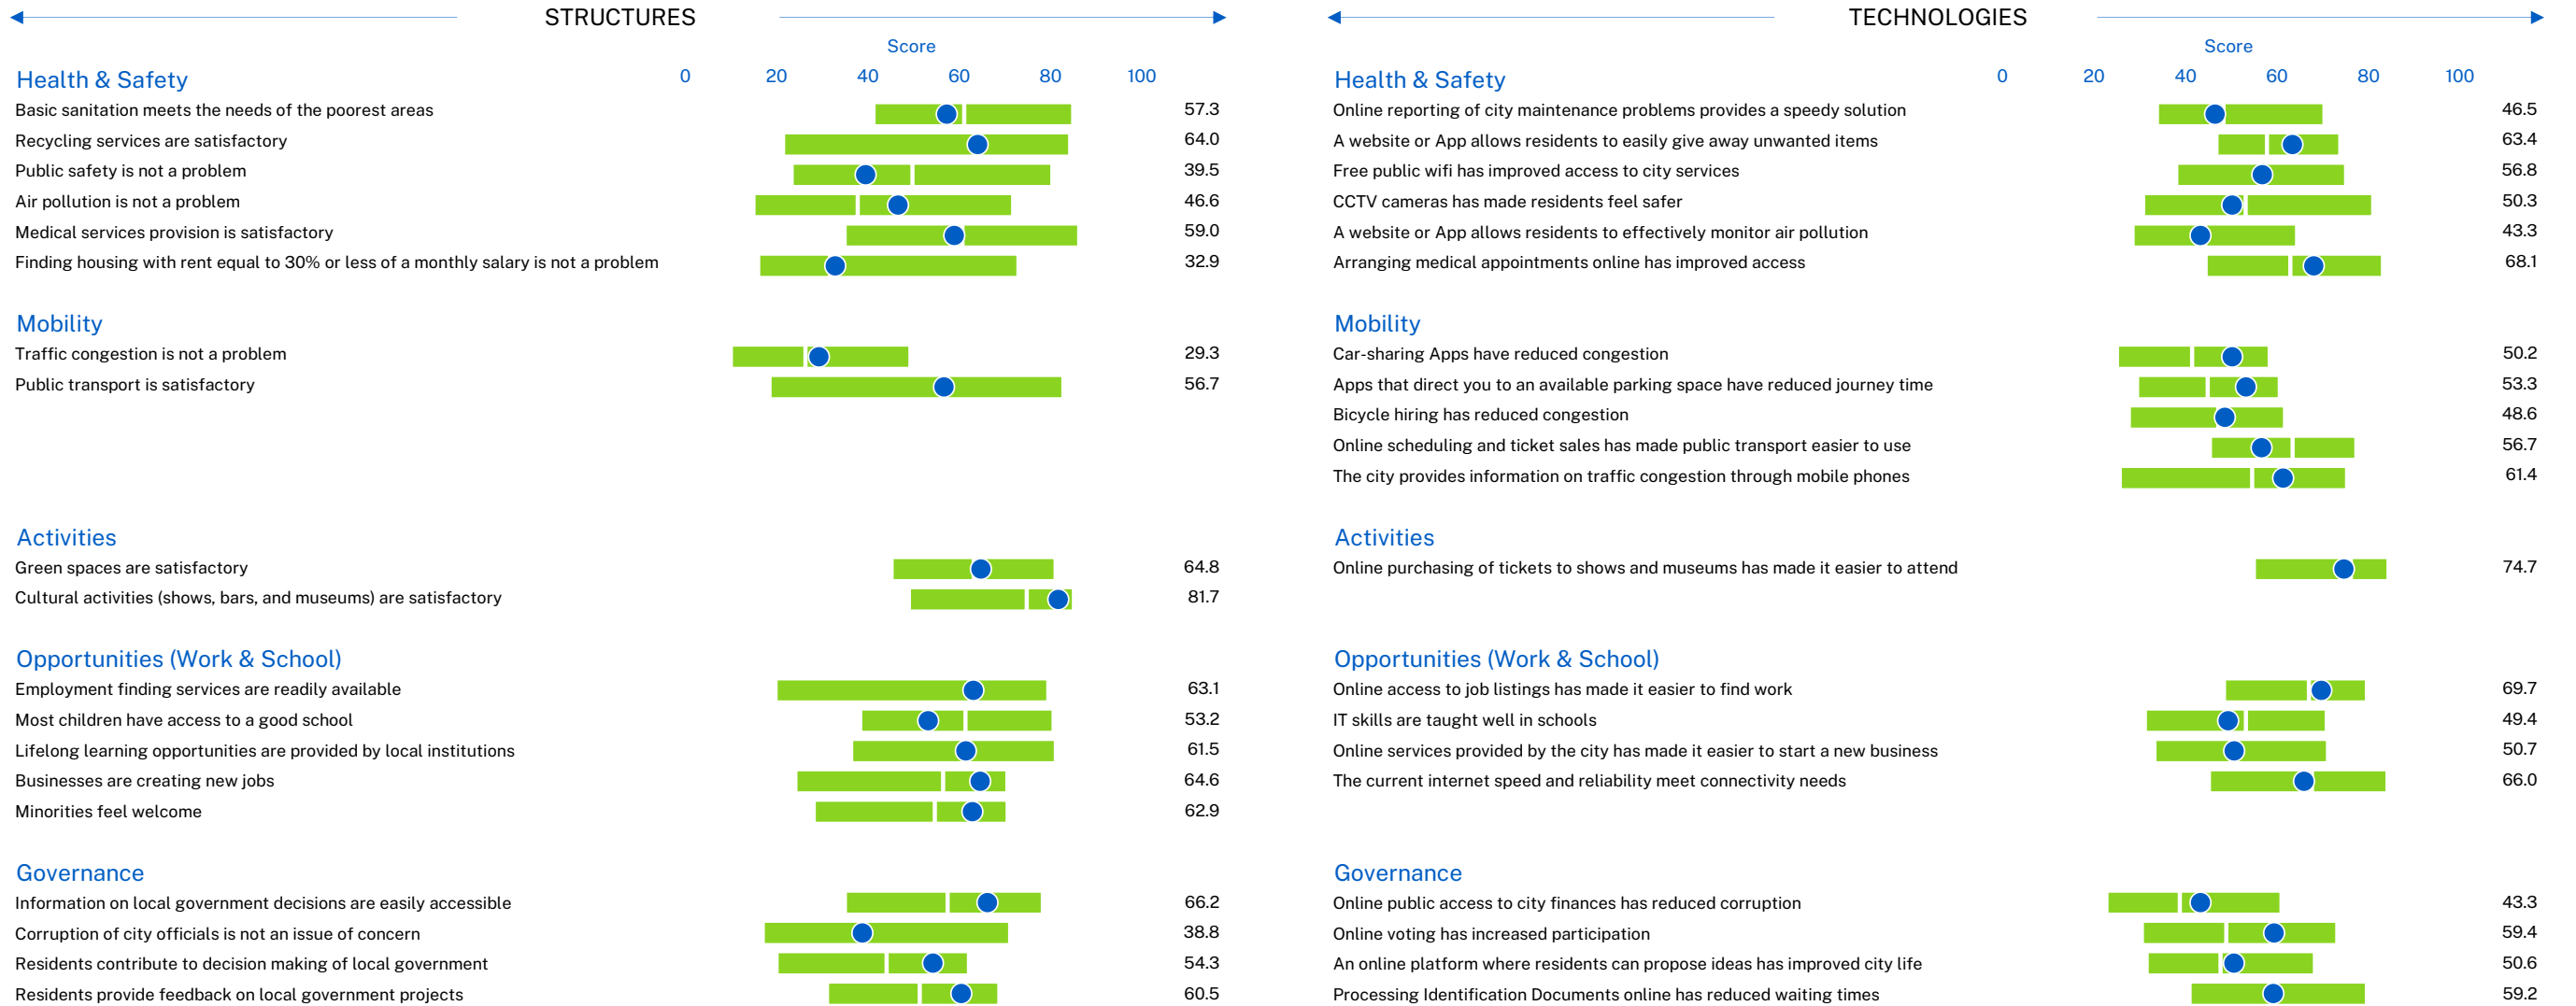 STRUCTURES
Score
Health & Safety 0 20 40 60 80 100
Basic sanitation meets the needs of the poorest areas 57.3
Recycling services are satisfactory 64.0
Public safety is not a problem 39.5
Air pollution is not a problem 46.6
Medical services provision is satisfactory 59.0
Finding housing with rent equal to 30% or less of a monthly salary is not a problem 32.9
Mobility
Traffic congestion is not a problem 29.3
Public transport is satisfactory 56.7
Activities
Green spaces are satisfactory 64.8
Cultural activities (shows, bars, and museums) are satisfactory 81.7
Opportunities (Work & School)
Employment finding services are readily available 63.1
Most children have access to a good school 53.2
Lifelong learning opportunities are provided by local institutions 61.5
Businesses are creating new jobs 64.6
Minorities feel welcome 62.9
Governance
Information on local government decisions are easily accessible 66.2
Corruption of city officials is not an issue of concern 38.8
Residents contribute to decision making of local government 54.3
Residents provide feedback on local government projects 60.5
TECHNOLOGIES
Score
Health & Safety 0 20 40 60 80 100
Online reporting of city maintenance problems provides a speedy solution 46.5
A website or App allows residents to easily give away unwanted items 63.4
Free public wifi has improved access to city services 56.8
CCTV cameras has made residents feel safer 50.3
A website or App allows residents to effectively monitor air pollution 43.3
Arranging medical appointments online has improved access 68.1
Mobility
Car-sharing Apps have reduced congestion 50.2
Apps that direct you to an available parking space have reduced journey time 53.3
Bicycle hiring has reduced congestion 48.6
Online scheduling and ticket sales has made public transport easier to use 56.7
The city provides information on traffic congestion through mobile phones 61.4
Activities
Online purchasing of tickets to shows and museums has made it easier to attend 74.7
Opportunities (Work & School)
Online access to job listings has made it easier to find work 69.7
IT skills are taught well in schools 49.4
Online services provided by the city has made it easier to start a new business 50.7
The current internet speed and reliability meet connectivity needs 66.0
Governance
Online public access to city finances has reduced corruption 43.3
Online voting has increased participation 59.4
An online platform where residents can propose ideas has improved city life 50.6
Processing Identification Documents online has reduced waiting times 59.2